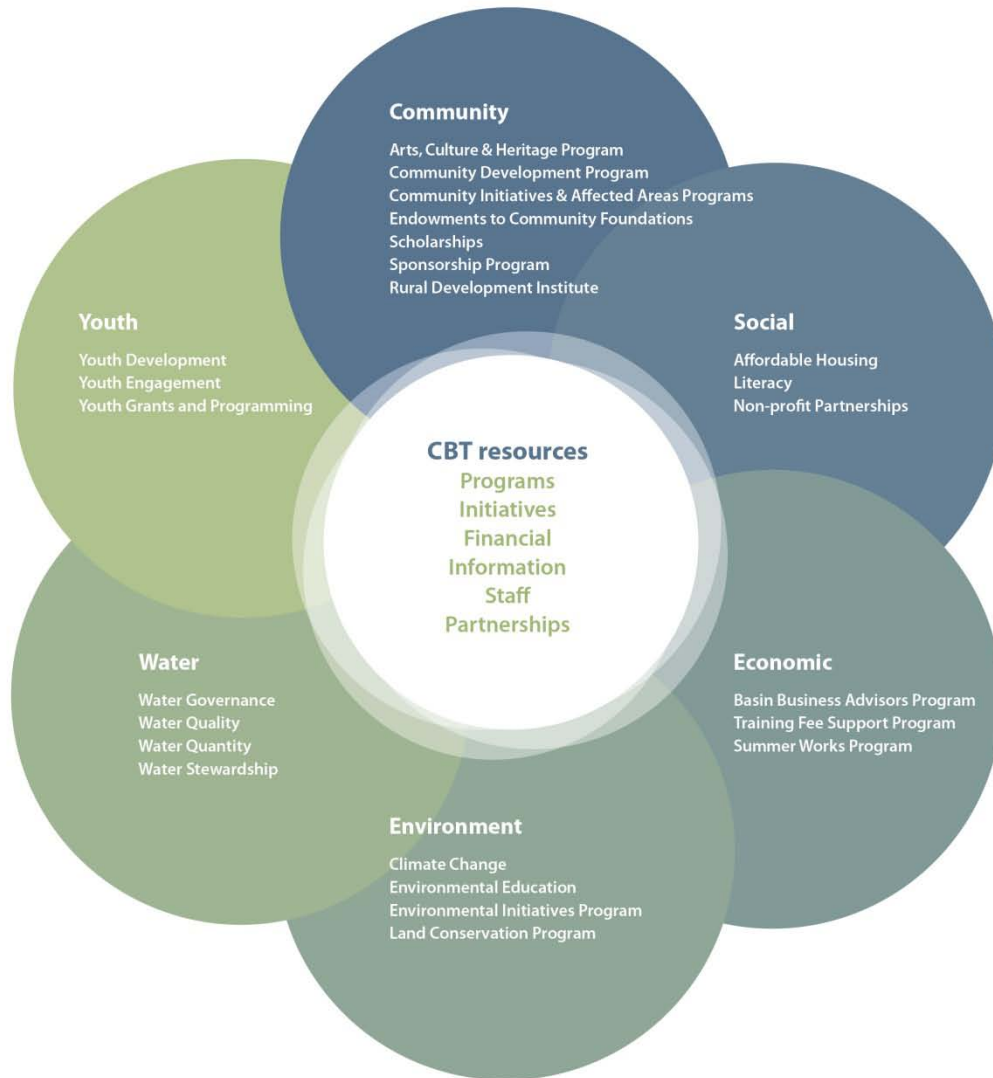 Community
Arts, Culture & Heritage Program
Community Development Program
Community Initiatives & Affected Areas Programs
Endowments to Community Foundations
Scholarships
Sponsorship Program
Rural Development Institute
Youth
Youth Development
Youth Engagement
Youth Grants and Programming
Social
Affordable Housing
Literacy
Non-profit Partnerships
CBT resources
Programs
Initiatives
Financial
Information
Staff
Partnerships
Water
Water Governance
Water Quality
Water Quantity
Water Stewardship
Economic
Basin Business Advisors Program
Training Fee Support Program
Summer Works Program
Environment
Climate Change
Environmental Education
Environmental Initiatives Program
Land Conservation Program